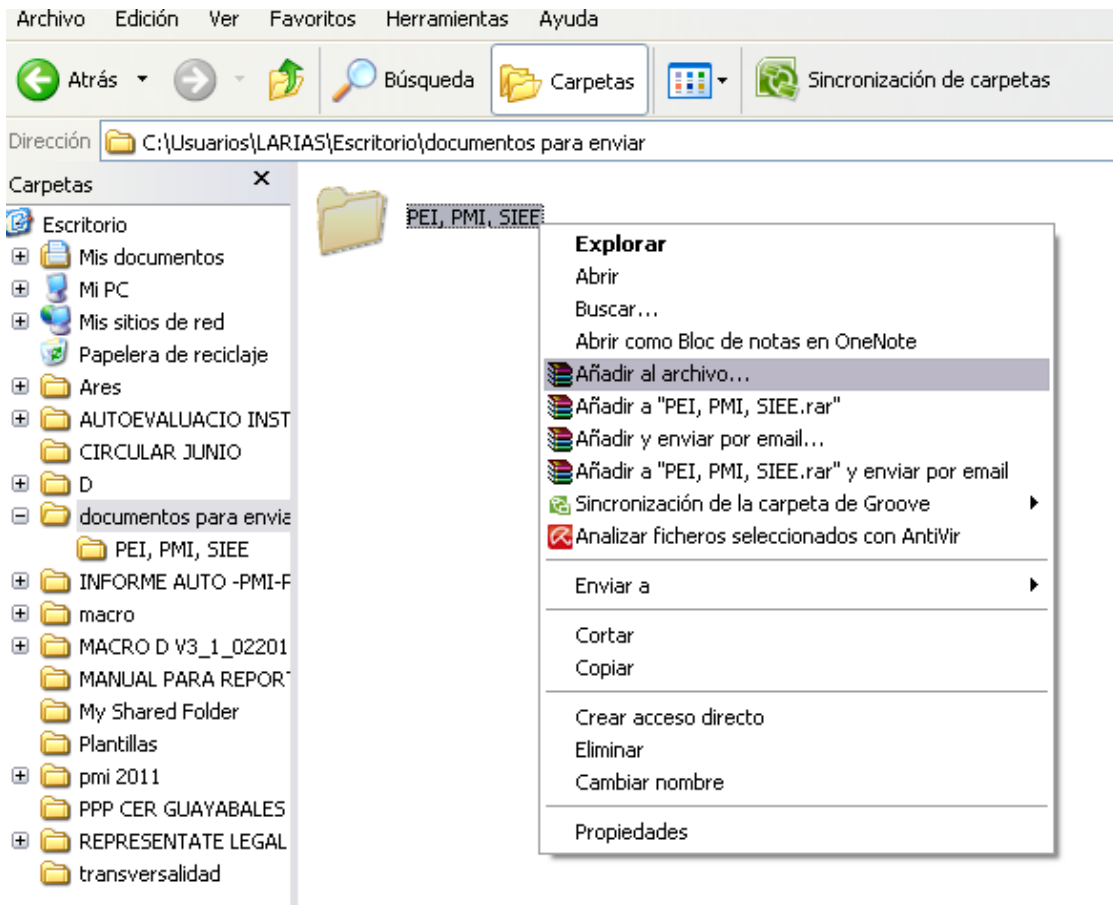 Archivo Edición Ver Favoritos Herramientas Ayuda
Atrás Búsqueda Carpetas Sincronización de carpetas
Dirección C:\Usuarios\LARIAS\Escritorio\documentos para enviar
Carpetas x
Escritorio
Mis documentos
Mi PC
Mis sitios de red
Papelera de reciclaje
Ares
AUTOEVALUACIO INST
CIRCULAR JUNIO
D
documentos para envia
PEI, PMI, SIEE
INFORME AUTO -PMI-F
macro
MACRO D V3_1_02201
MANUAL PARA REPORT
My Shared Folder
Plantillas
pmi 2011
PPP CER GUAYABALES
REPRESENTATE LEGAL
transversalidad
PEI, PMI, SIEE
Explorar
Abrir
Buscar...
Abrir como Bloc de notas en OneNote
Añadir al archivo...
Añadir a "PEI, PMI, SIEE.rar"
Añadir y enviar por email...
Añadir a "PEI, PMI, SIEE.rar" y enviar por email
Sincronización de la carpeta de Groove
Analizar ficheros seleccionados con AntiVir
Enviar a
Cortar
Copiar
Crear acceso directo
Eliminar
Cambiar nombre
Propiedades